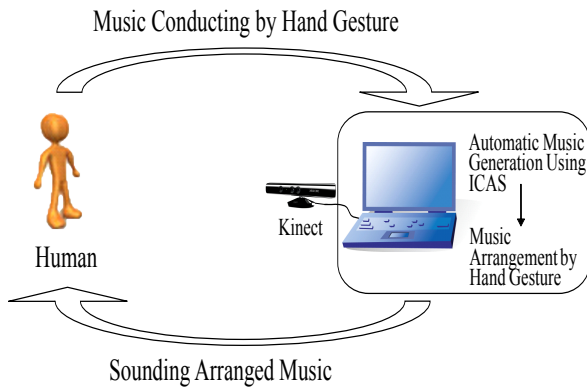 Music Conducting by Hand Gesture
Automatic Music
Generation Using
ICAS
Kinect
Music
Arrangement by
Hand Gesture
Human
Sounding Arranged Music